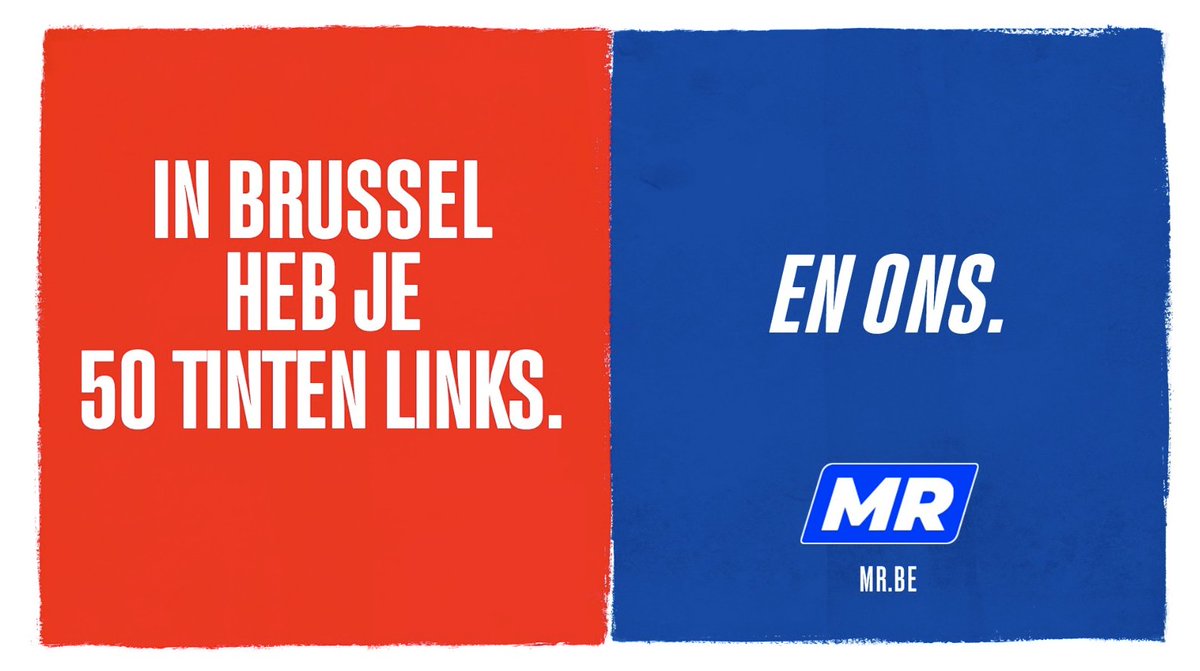 IN BRUSSEL
HEB JE
50 TINTEN LINKS.
EN ONS.
MR
MR.BE